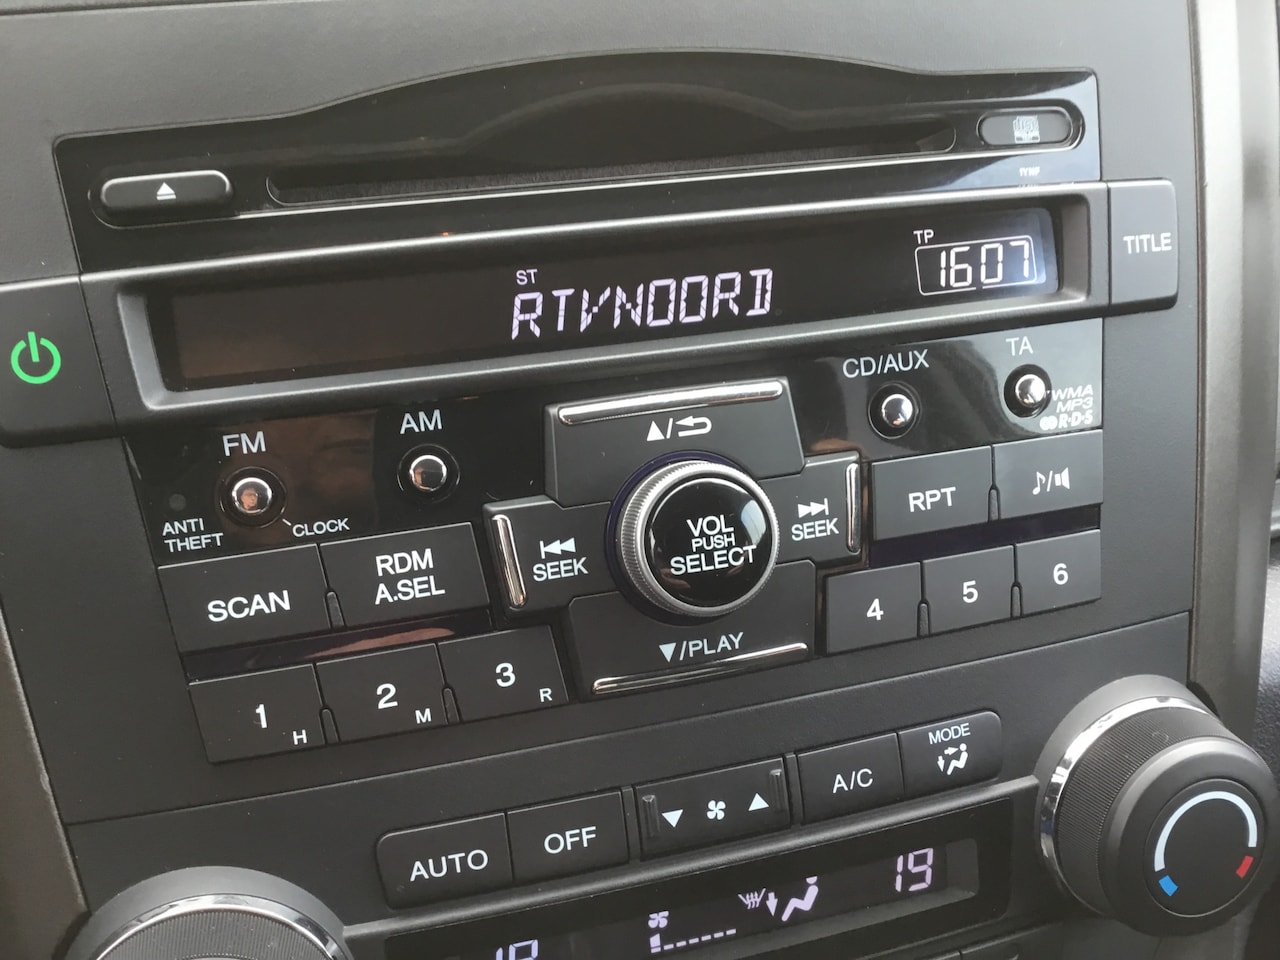 TP
ST
1607
RTVNOORD
TITLE
CD/AUX
TA
WMA
MP3
R·D·S
FM
AM
ANTI
THEFT
CLOCK
SCAN
RDM
A.SEL
SEEK
VOL
PUSH
SELECT
SEEK
RPT
/PLAY
1 H
2 M
3 R
4
5
6
AUTO
OFF
A/C
MODE
19